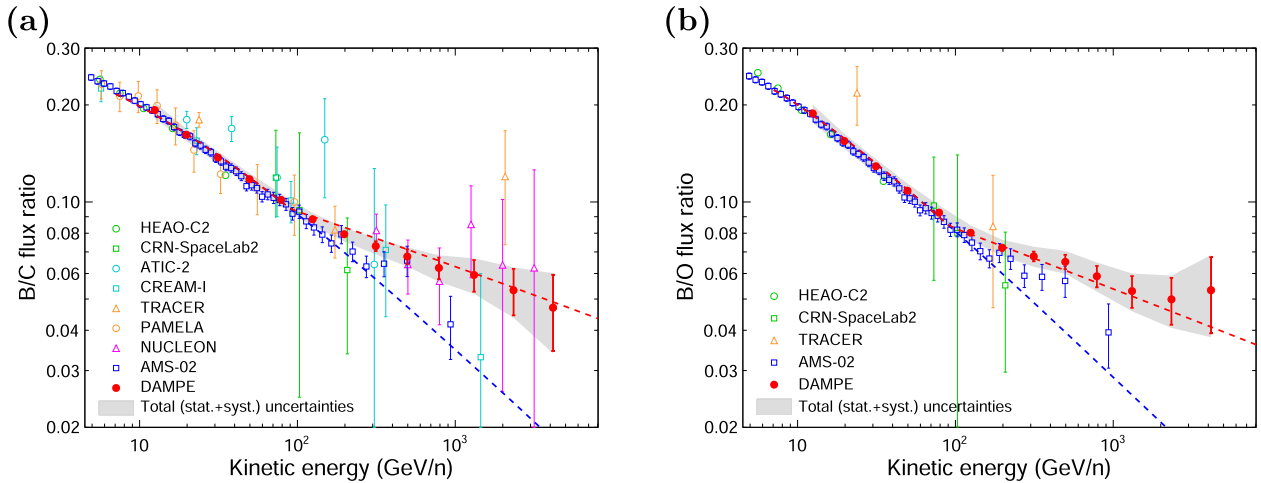 (a)
0.30
0.20
0.10
0.08
0.06
0.04
0.03
0.02
B/C flux ratio
HEAO-C2
CRN-SpaceLab2
ATIC-2
CREAM-I
TRACER
PAMELA
NUCLEON
AMS-02
DAMPE
Total (stat.+syst.) uncertainties
10
10²
10³
Kinetic energy (GeV/n)
(b)
0.30
0.20
0.10
0.08
0.06
0.04
0.03
0.02
B/O flux ratio
HEAO-C2
CRN-SpaceLab2
TRACER
AMS-02
DAMPE
Total (stat.+syst.) uncertainties
10
10²
10³
Kinetic energy (GeV/n)